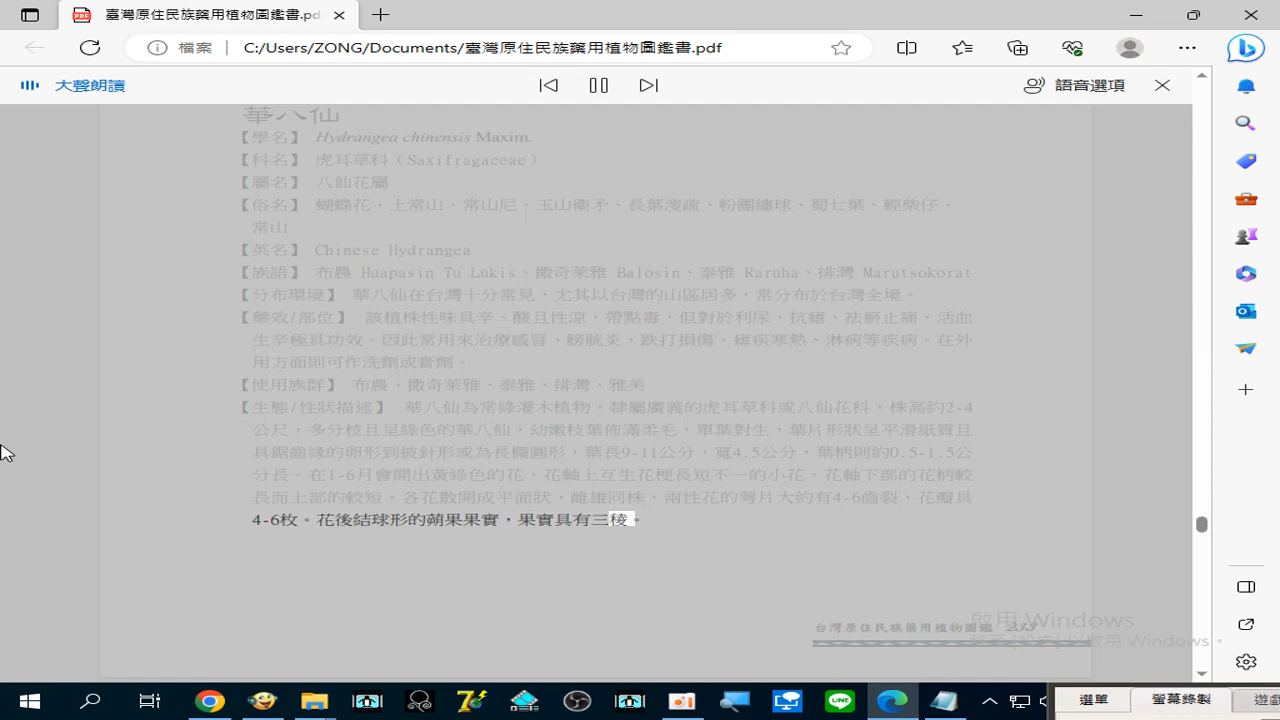 臺灣原住民族藥用植物圖鑑書.pdf
檔案 C:/Users/ZONG/Documents/臺灣原住民族藥用植物圖鑑書.pdf
大聲朗讀
語音選項
華八仙
【學名】 Hydrangea chinensis Maxim.
【科名】 虎耳草科（Saxifragaceae）
【屬名】 八仙花屬
【俗名】 蝴蝶花、土常山、常山尼、玉山衛矛、長葉溲疏、粉團繡球、蜀七葉、輕柴仔、
常山
【英名】 Chinese Hydrangea
【族語】 布農 Huapasin Tu Lukis、撒奇萊雅 Balosin、泰雅 Raruha、排灣 Marutsokorat
【分布環境】 華八仙在台灣十分常見，尤其以台灣的山區居多，常分布於台灣全境。
【藥效/部位】 該植株性味具辛、酸且性涼，帶點毒，但對於利尿、抗瘧、袪瘀止痛、活血
生辛極具功效。因此常用來治療感冒、膀胱炎、跌打損傷、瘧疾寒熱、淋病等疾病。在外
用方面則可作洗劑或膏劑。
【使用族群】 布農、撒奇萊雅、泰雅、排灣、雅美
【生態/性狀描述】 華八仙為常綠灌木植物，隸屬廣義的虎耳草科或八仙花科，株高約2-4
公尺，多分枝且呈綠色的華八仙，幼嫩枝葉佈滿柔毛，單葉對生，葉片形狀呈平滑紙質且
具鋸齒緣的卵形到披針形或為長橢圓形，葉長9-11公分，寬4.5公分，葉柄則約0.5-1.5公
分長。在1-6月會開出黃綠色的花，花軸上互生花梗長短不一的小花，花軸下部的花柄較
長而上部的較短，各花散開成平面狀，雌雄同株，兩性花的萼片大約有4-6齒裂，花瓣具
4-6枚。花後結球形的蒴果果實，果實具有三稜。
台灣原住民族藥用植物圖鑑
啟用 Windows
移至 [設定] 以啟用 Windows。
選單
螢幕錄製
遊戲